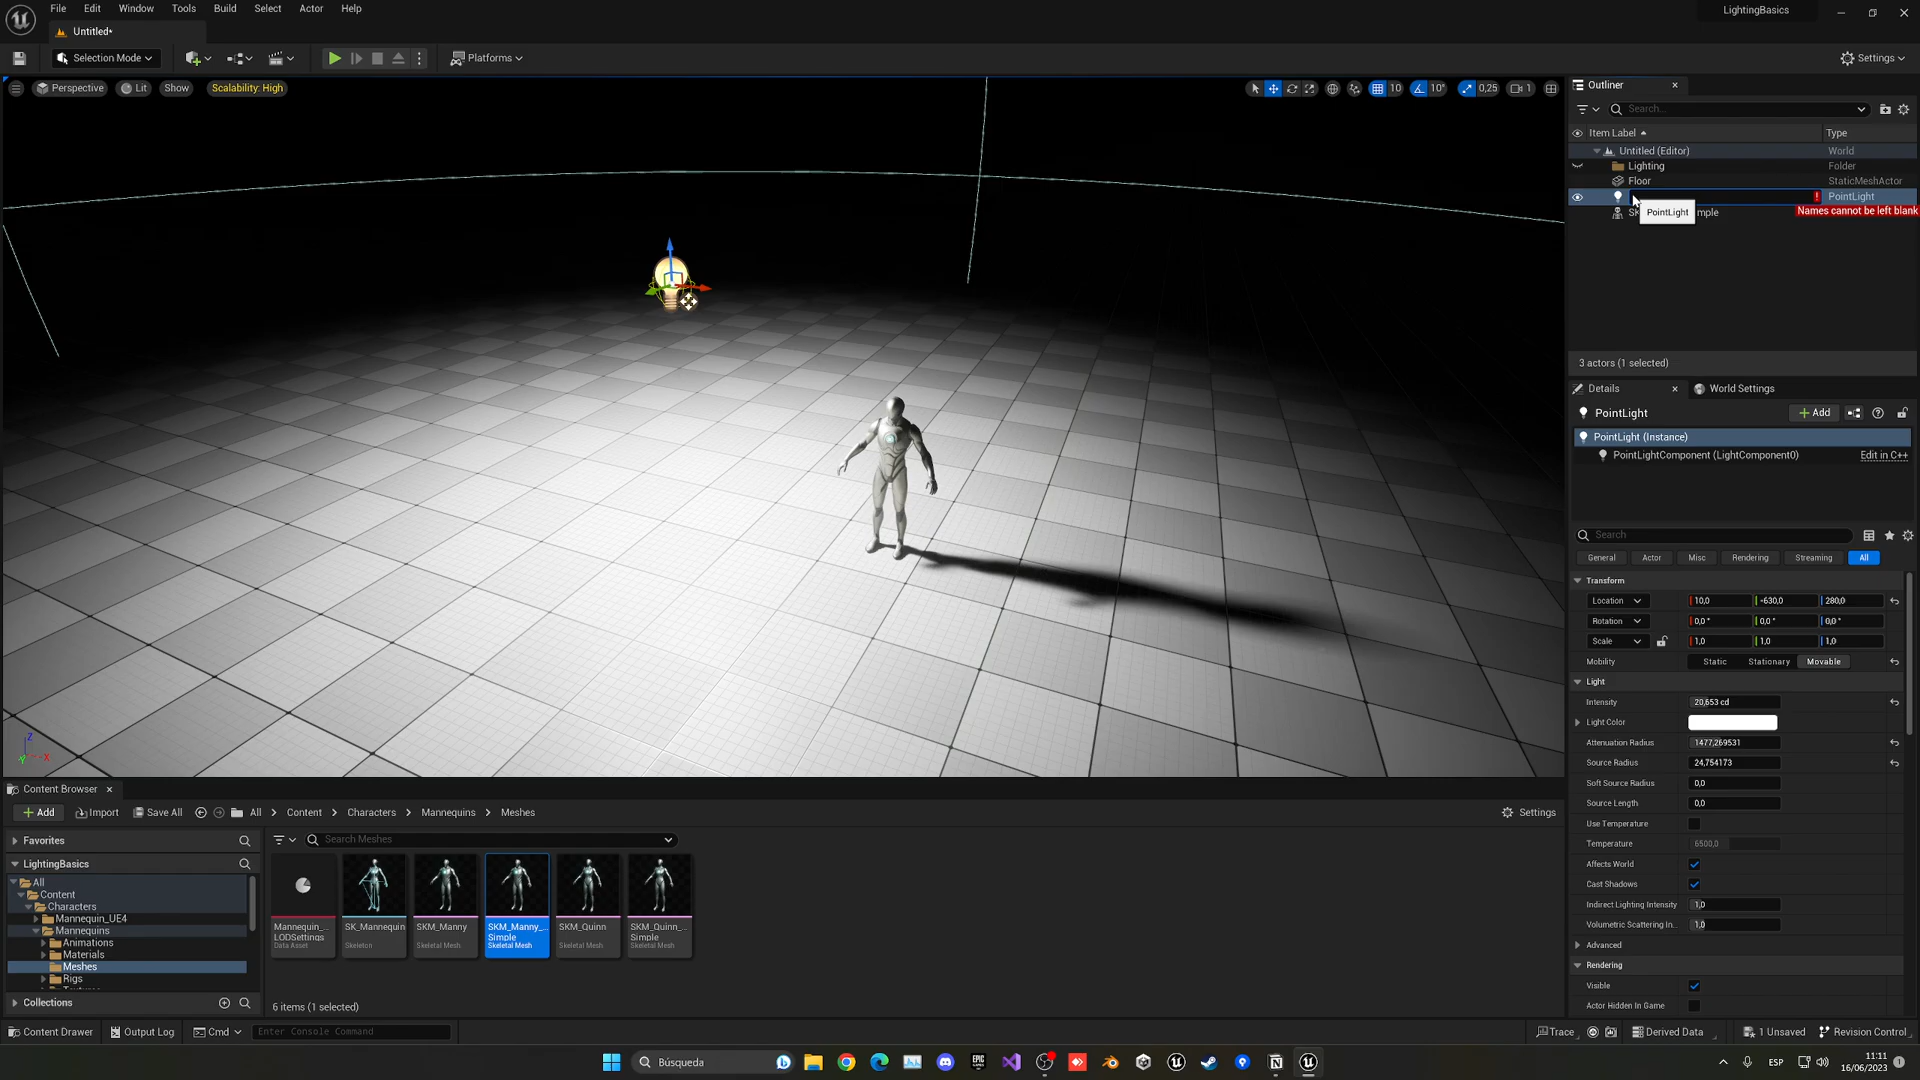 File Edit Window Tools Build Select Actor Help
LightingBasics
Untitled*
Selection Mode
Platforms
Settings
Perspective Lit Show Scalability: High
10 10° 0,25 1
Outliner
Search...
Item Label Type
Untitled (Editor) World
Lighting Folder
Floor StaticMeshActor
PointLight
PointLight
mple
Names cannot be left blank
3 actors (1 selected)
Details World Settings
PointLight Add
PointLight (Instance)
PointLightComponent (LightComponent0) Edit in C++
Search
General Actor Misc Rendering Streaming All
Transform
Location 10,0 -630,0 280,0
Rotation 0,0 ° 0,0 ° 0,0 °
Scale 1,0 1,0 1,0
Mobility Static Stationary Movable
Light
Intensity 20,653 cd
Light Color
Attenuation Radius 1477,269531
Source Radius 24,754173
Soft Source Radius 0,0
Source Length 0,0
Use Temperature
Temperature 6500,0
Affects World
Cast Shadows
Indirect Lighting Intensity 1,0
Volumetric Scattering In... 1,0
Advanced
Rendering
Visible
Actor Hidden In Game
Z
X
Y
Content Browser
Add Import Save All All Content Characters Mannequins Meshes Settings
Favorites
LightingBasics
All
Content
Characters
Mannequin_UE4
Mannequins
Animations
Materials
Meshes
Rigs
Collections
Search Meshes
Mannequin_... LODSettings
Data Asset
SK_Mannequin
Skeleton
SKM_Manny
Skeletal Mesh
SKM_Manny_... Simple
Skeletal Mesh
SKM_Quinn
Skeletal Mesh
SKM_Quinn_... Simple
Skeletal Mesh
6 items (1 selected)
Content Drawer Output Log Cmd Enter Console Command
Trace Derived Data 1 Unsaved Revision Control
Búsqueda
EPIC GAMES
ESP
11:11
16/06/2023
1